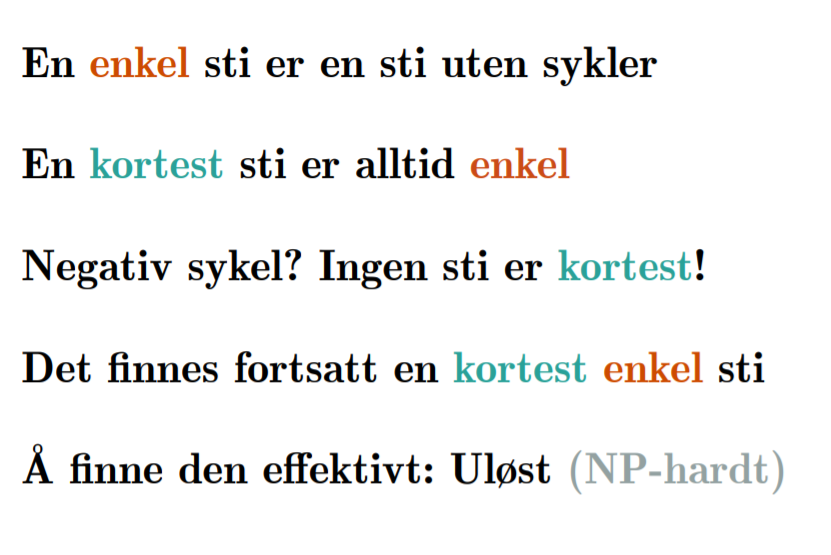 En enkel sti er en sti uten sykler
En kortest sti er alltid enkel
Negativ sykel? Ingen sti er kortest!
Det finnes fortsatt en kortest enkel sti
Å finne den effektivt: Uløst (NP-hardt)